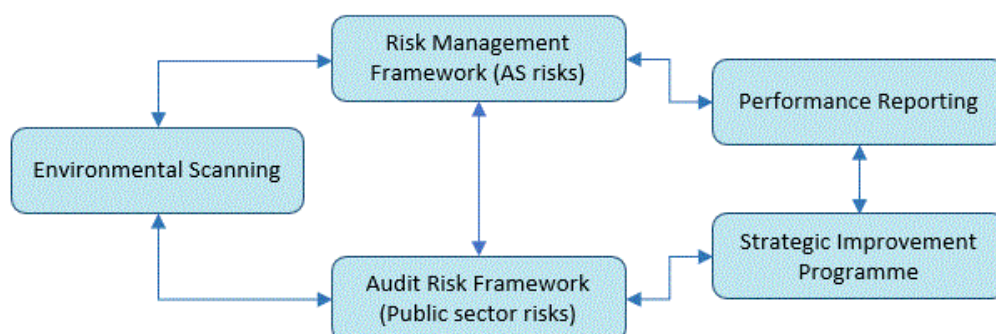 Risk Management
Framework (AS risks)
Performance Reporting
Environmental Scanning
Strategic Improvement
Programme
Audit Risk Framework
(Public sector risks)